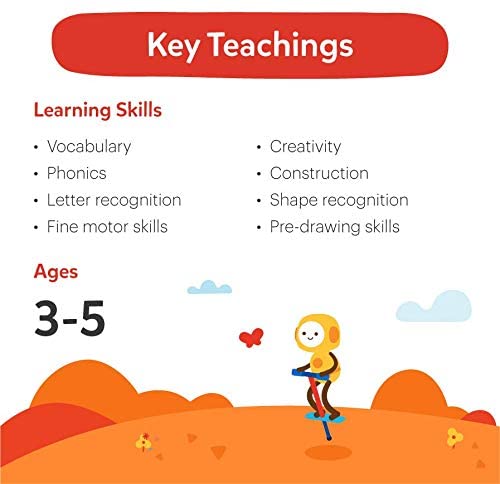 Key Teachings
Learning Skills
• Vocabulary
• Phonics
• Letter recognition
• Fine motor skills
• Creativity
• Construction
• Shape recognition
• Pre-drawing skills
Ages
3-5